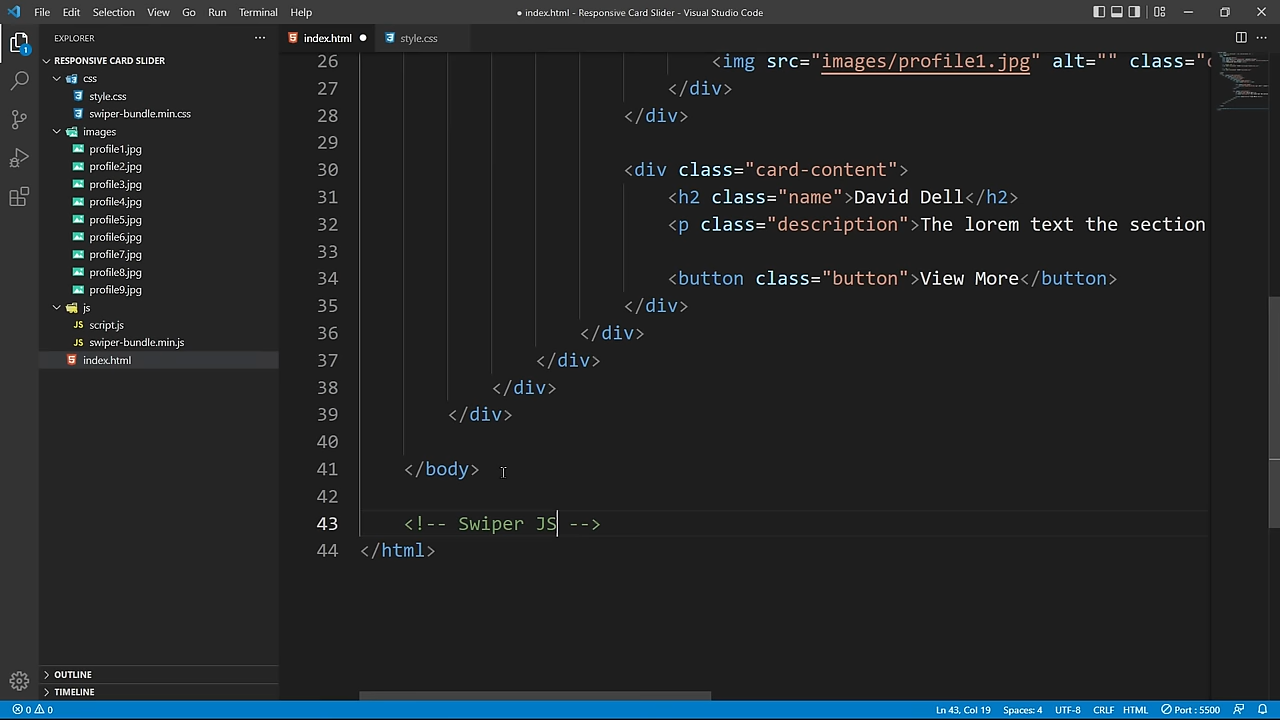 File Edit Selection View Go Run Terminal Help
● index.html - Responsive Card Slider - Visual Studio Code
EXPLORER
RESPONSIVE CARD SLIDER
css
style.css
swiper-bundle.min.css
images
profile1.jpg
profile2.jpg
profile3.jpg
profile4.jpg
profile5.jpg
profile6.jpg
profile7.jpg
profile8.jpg
profile9.jpg
js
JS script.js
JS swiper-bundle.min.js
index.html
OUTLINE
TIMELINE
index.html ● style.css
26 <img src="images/profile1.jpg" alt="" class="c
27 </div>
28 </div>
29
30 <div class="card-content">
31 <h2 class="name">David Dell</h2>
32 <p class="description">The lorem text the section
33
34 <button class="button">View More</button>
35 </div>
36 </div>
37 </div>
38 </div>
39 </div>
40
41 </body>
42
43 <!-- Swiper JS -->
44 </html>
1
0 0
Ln 43, Col 19 Spaces: 4 UTF-8 CRLF HTML Port : 5500